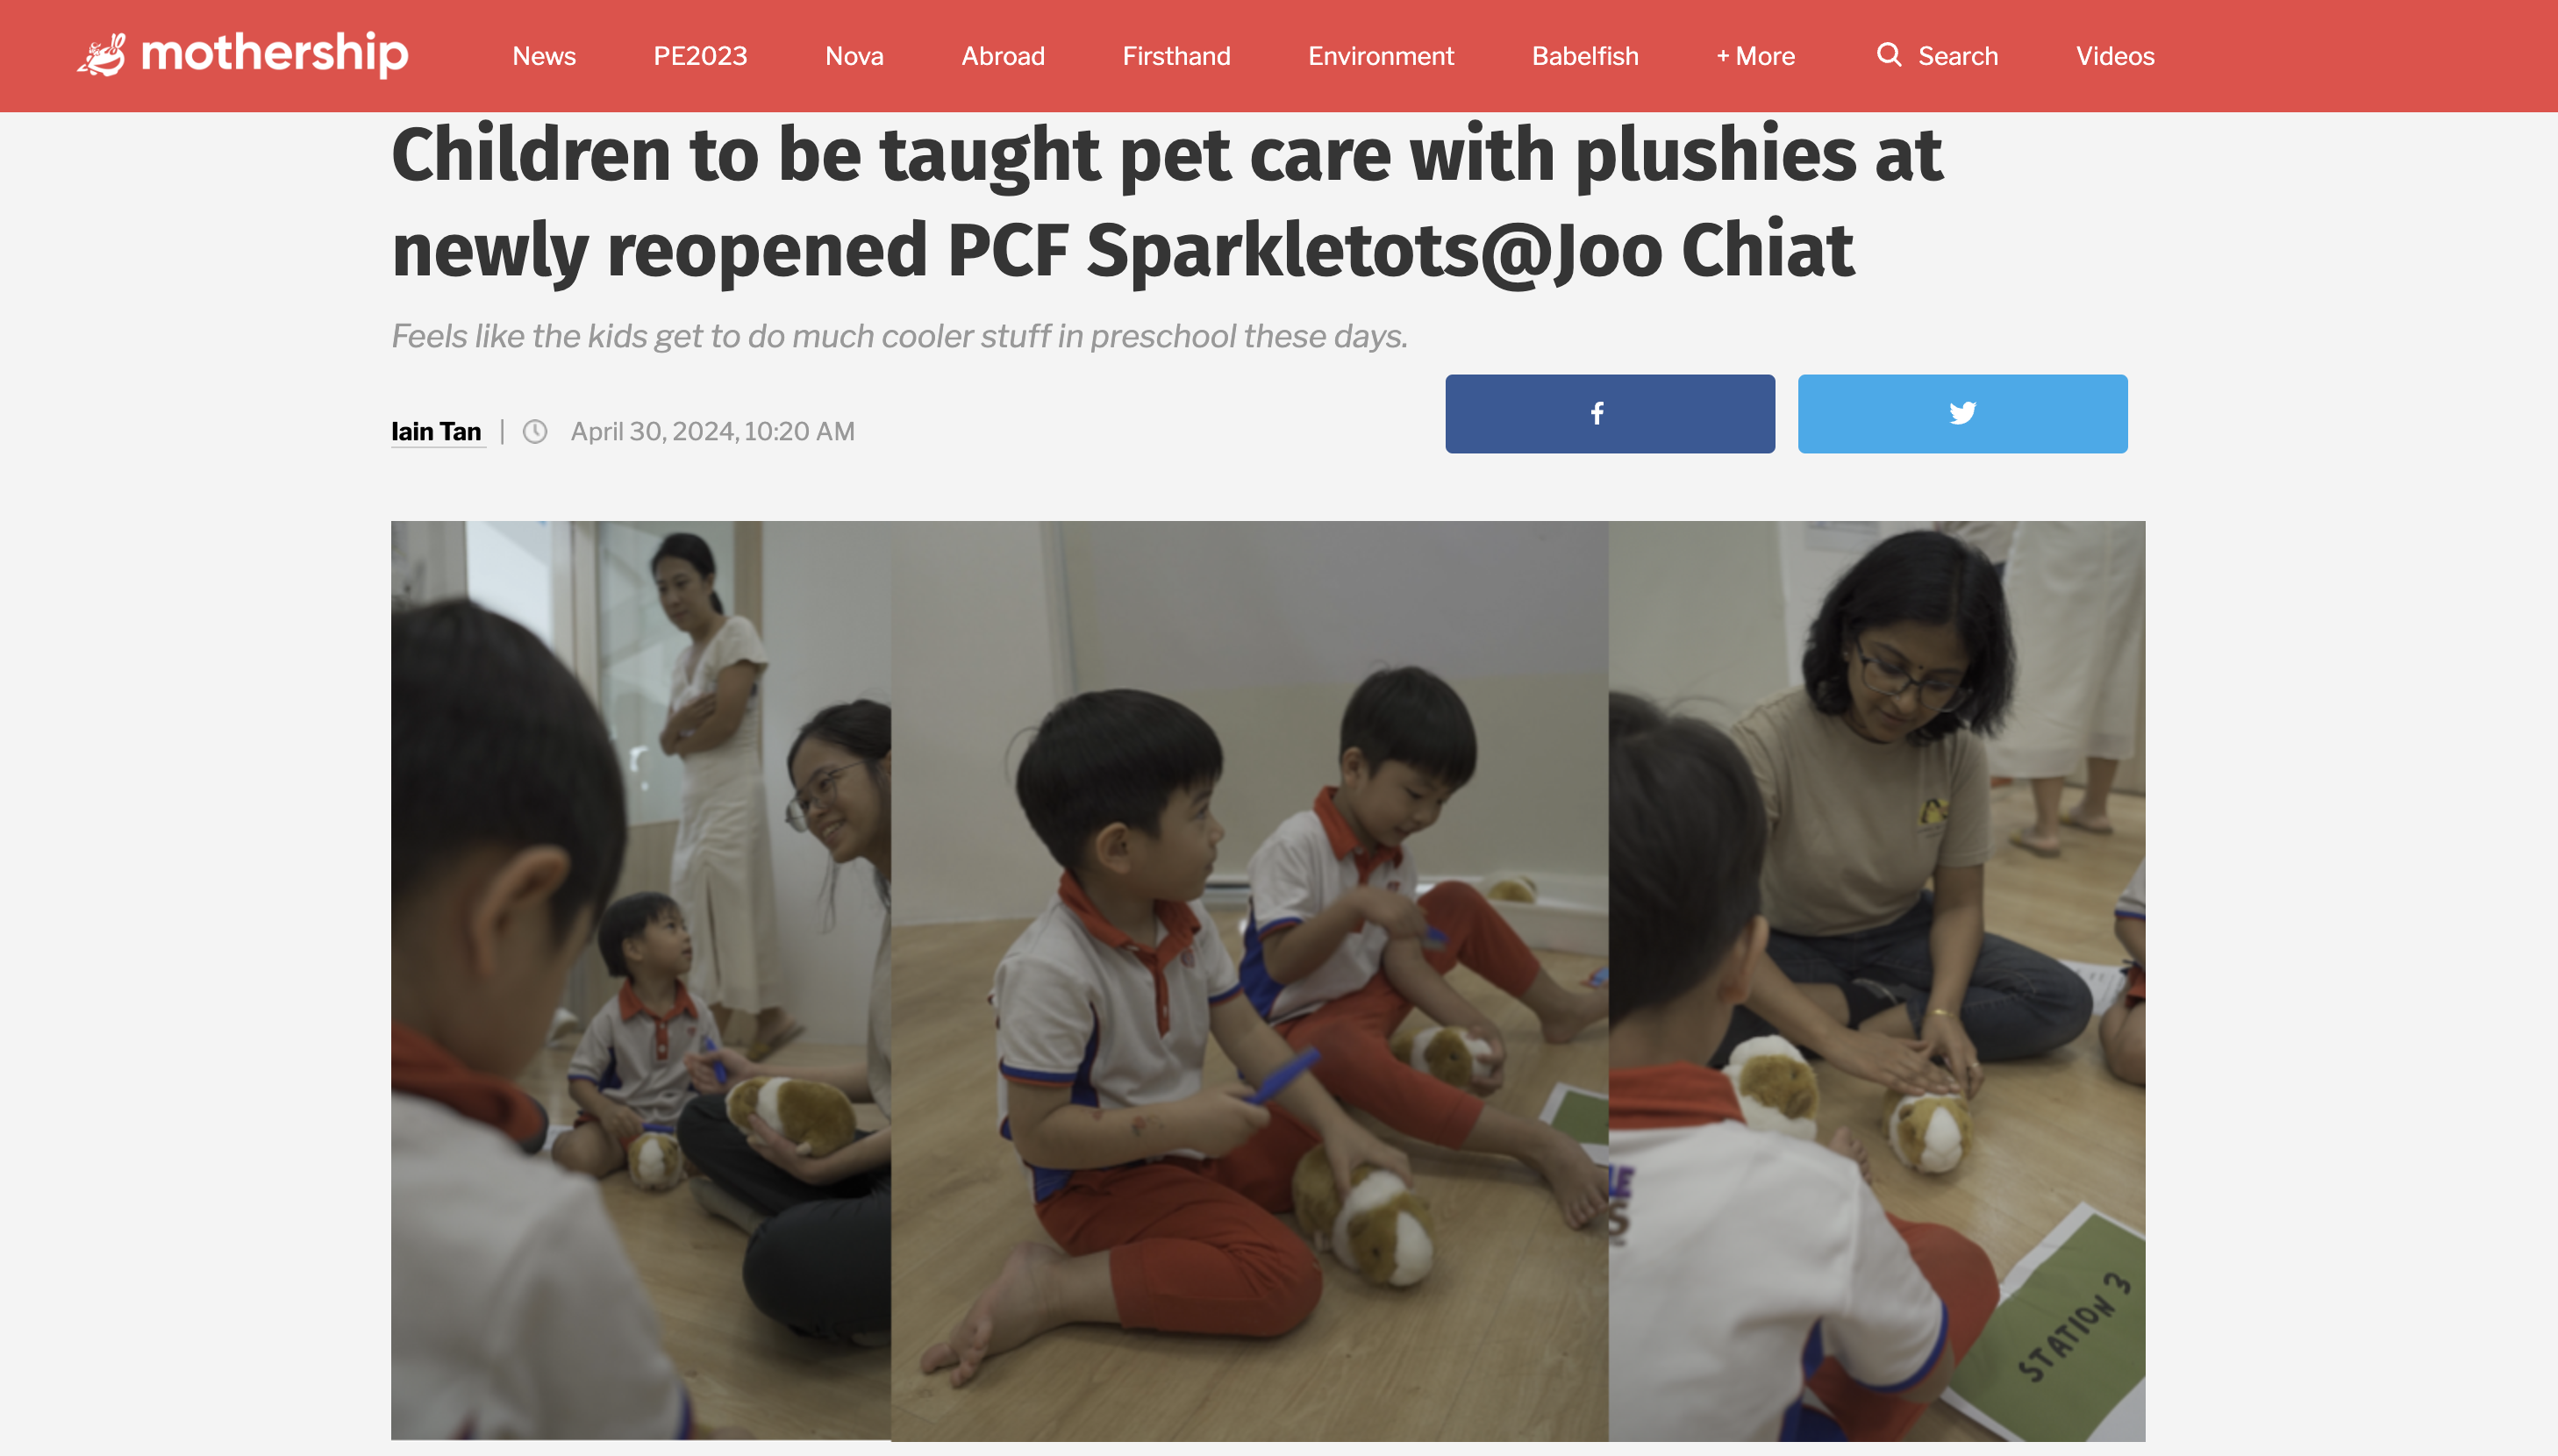 mothership
News
PE2023
Nova
Abroad
Firsthand
Environment
Babelfish
+ More
Search
Videos
Children to be taught pet care with plushies at
newly reopened PCF Sparkletots@Joo Chiat
Feels like the kids get to do much cooler stuff in preschool these days.
Iain Tan | April 30, 2024, 10:20 AM
STATION 3